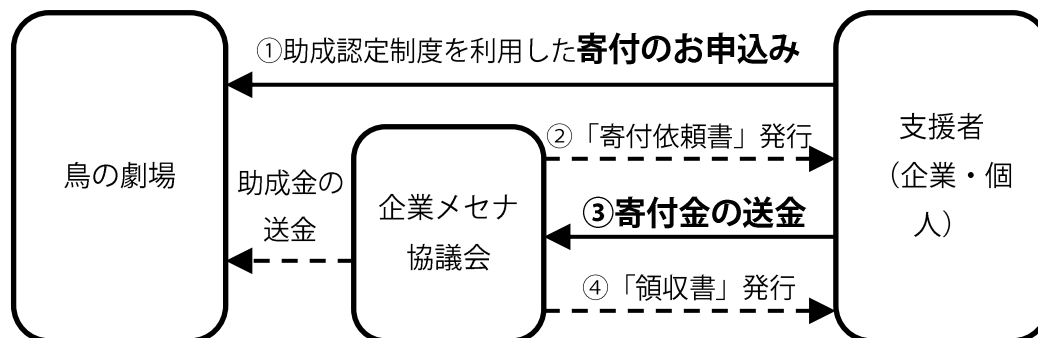 ①助成認定制度を利用した寄付のお申込み
鳥の劇場
助成金の
送金
企業メセナ
協議会
②「寄付依頼書」発行
③寄付金の送金
④「領収書」発行
支援者
（企業・個
人）